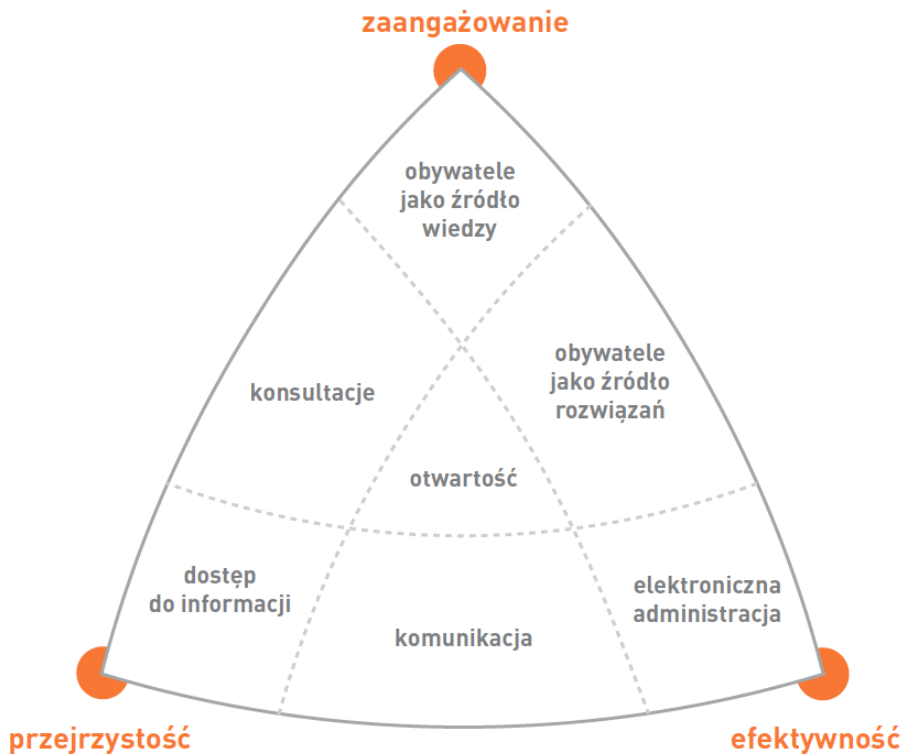 zaangażowanie
obywatele
jako źródło
wiedzy
obywatele
jako źródło
rozwiązań
konsultacje
otwartość
dostęp
do informacji
elektroniczna
administracja
komunikacja
przejrzystość
efektywność